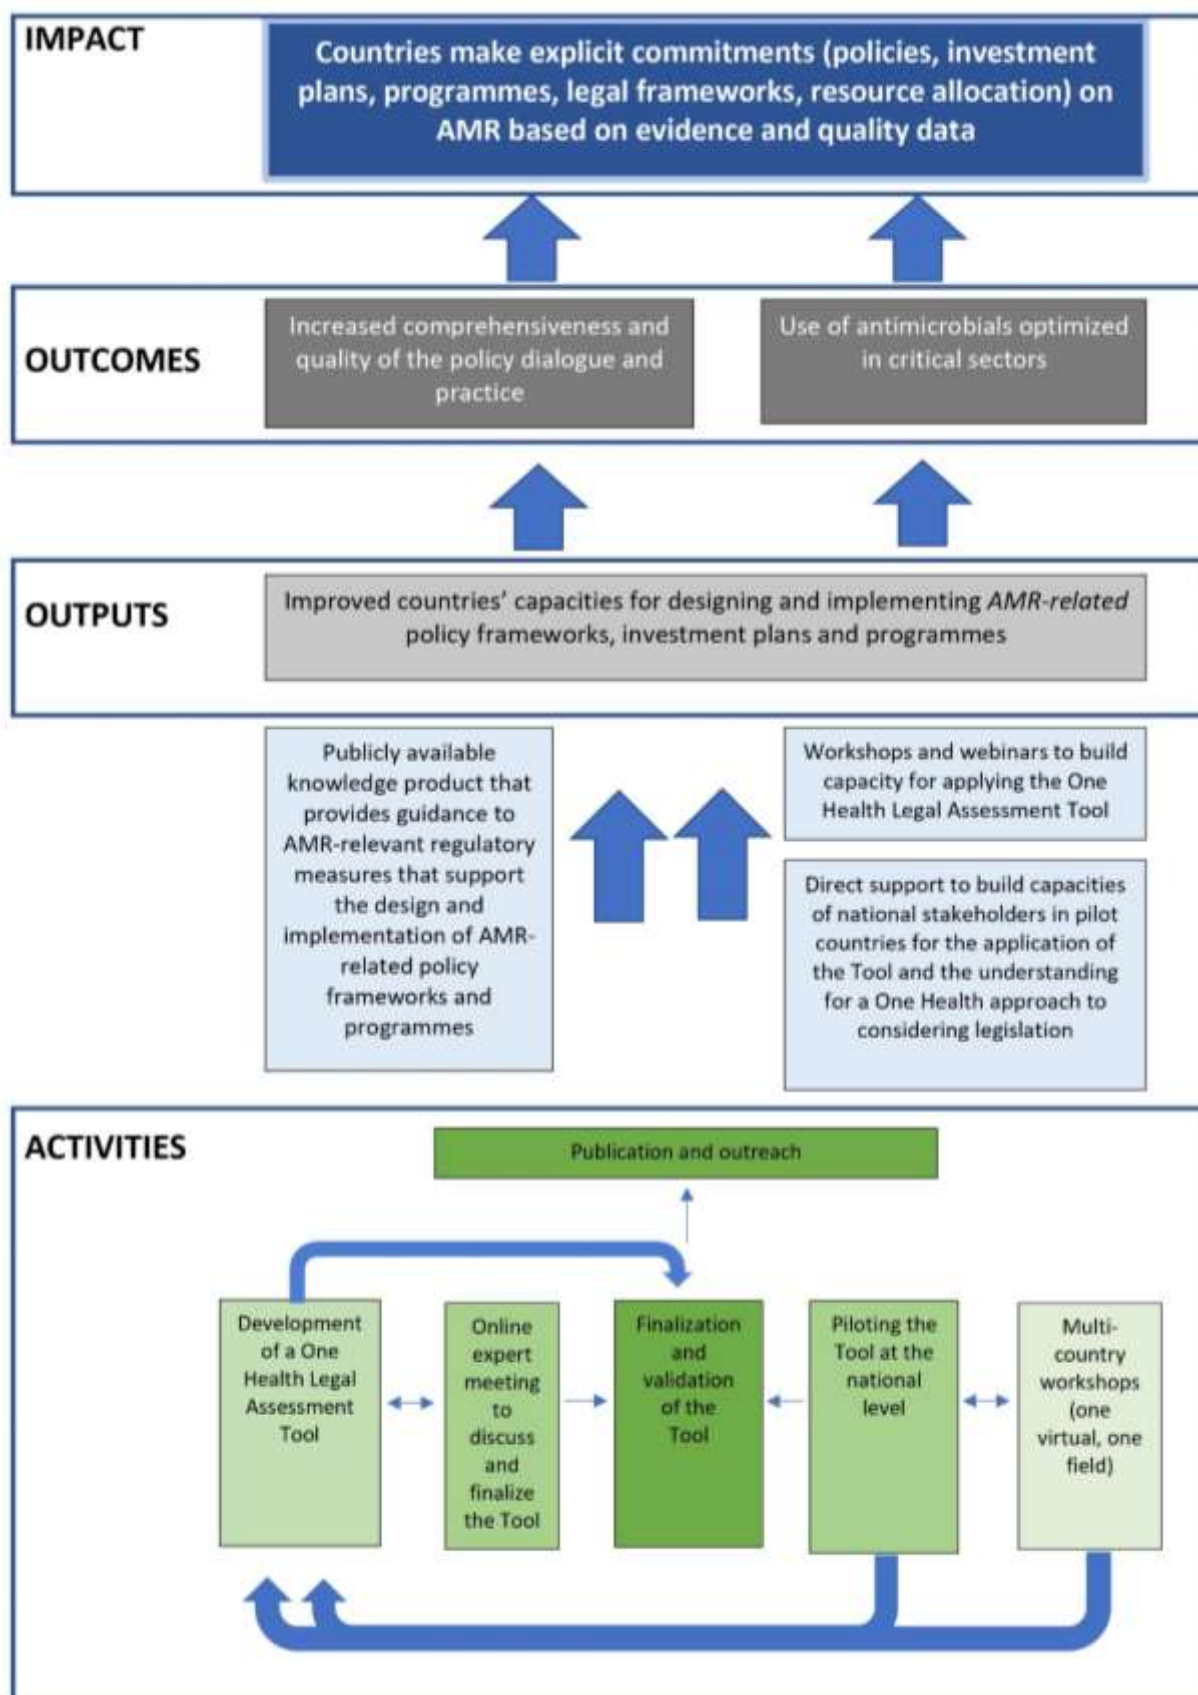 IMPACT
Countries make explicit commitments (policies, investment
plans, programmes, legal frameworks, resource allocation) on
AMR based on evidence and quality data
OUTCOMES
Increased comprehensiveness and
quality of the policy dialogue and
practice
Use of antimicrobials optimized
in critical sectors
OUTPUTS
Improved countries' capacities for designing and implementing AMR-related
policy frameworks, investment plans and programmes
Publicly available
knowledge product that
provides guidance to
AMR-relevant regulatory
measures that support
the design and
implementation of AMR-
related policy
frameworks and
programmes
Workshops and webinars to build
capacity for applying the One
Health Legal Assessment Tool
Direct support to build capacities
of national stakeholders in pilot
countries for the application of
the Tool and the understanding
for a One Health approach to
considering legislation
ACTIVITIES
Publication and outreach
Development
of a One
Health Legal
Assessment
Tool
Online
expert
meeting
to
discuss
and
finalize
the Tool
Finalization
and
validation
of the
Tool
Piloting the
Tool at the
national
level
Multi-
country
workshops
(one
virtual, one
field)